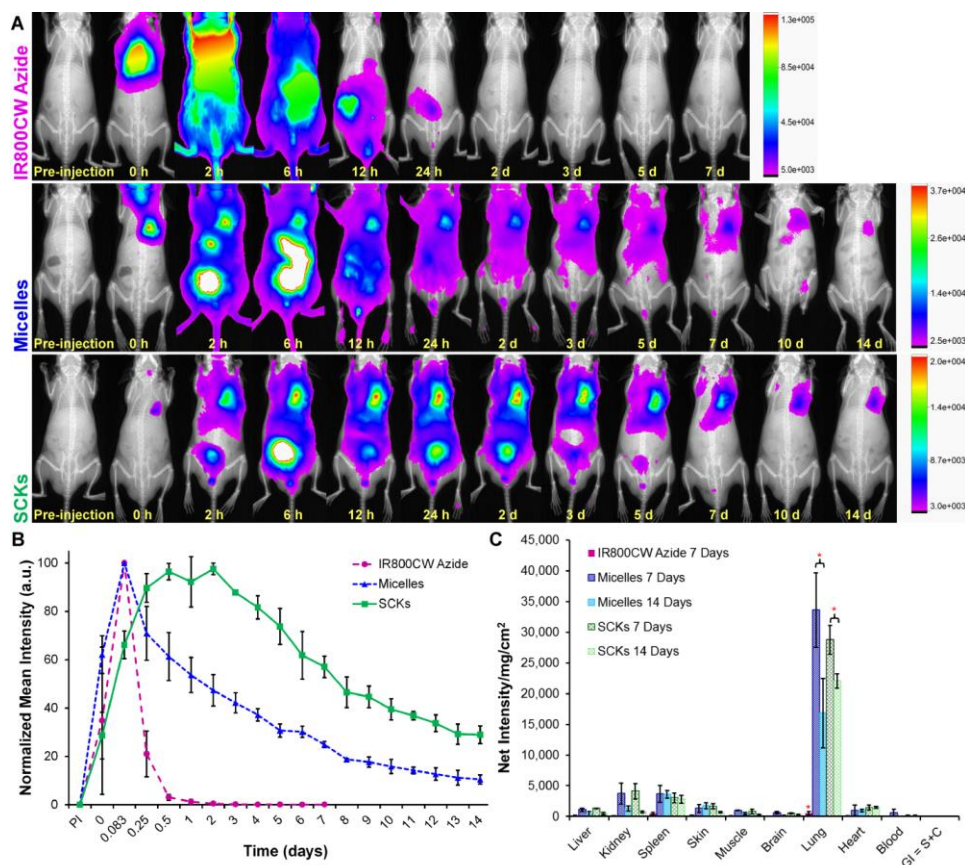 A
IR800CW Azide
Pre-injection 0 h 2 h 6 h 12 h 24 h 2 d 3 d 5 d 7 d
1.3e+005
8.5e+004
4.5e+004
5.0e+003
Micelles
Pre-injection 0 h 2 h 6 h 12 h 24 h 2 d 3 d 5 d 7 d 10 d 14 d
3.7e+004
2.6e+004
1.4e+004
2.5e+003
SCKs
Pre-injection 0 h 2 h 6 h 12 h 24 h 2 d 3 d 5 d 7 d 10 d 14 d
2.0e+004
1.4e+004
8.7e+003
3.0e+003
B
Normalized Mean Intensity (a.u.)
100
80
60
40
20
0
IR800CW Azide
Micelles
SCKs
PI 0 0.083 0.25 0.5 1 2 3 4 5 6 7 8 9 10 11 12 13 14
Time (days)
C
Net Intensity/mg/cm2
45,000
40,000
35,000
30,000
25,000
20,000
15,000
10,000
5,000
0
IR800CW Azide 7 Days
Micelles 7 Days
Micelles 14 Days
SCKs 7 Days
SCKs 14 Days
* * *
Liver Kidney Spleen Skin Muscle Brain Lung Heart Blood GI = S+C